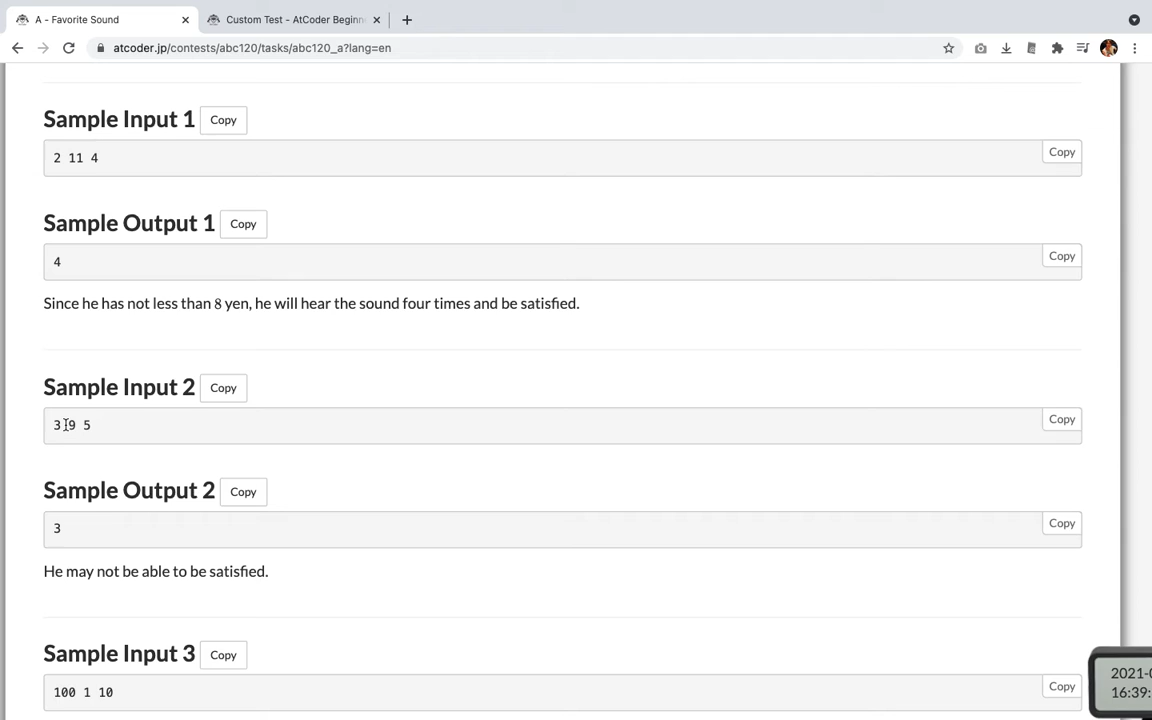 A - Favorite Sound
Custom Test - AtCoder Beginn
atcoder.jp/contests/abc120/tasks/abc120_a?lang=en
Sample Input 1 Copy
Copy
2 11 4
Sample Output 1 Copy
Copy
4
Since he has not less than 8 yen, he will hear the sound four times and be satisfied.
Sample Input 2 Copy
Copy
3 9 5
Sample Output 2 Copy
Copy
3
He may not be able to be satisfied.
Sample Input 3 Copy
Copy
100 1 10
2021-0
16:39: